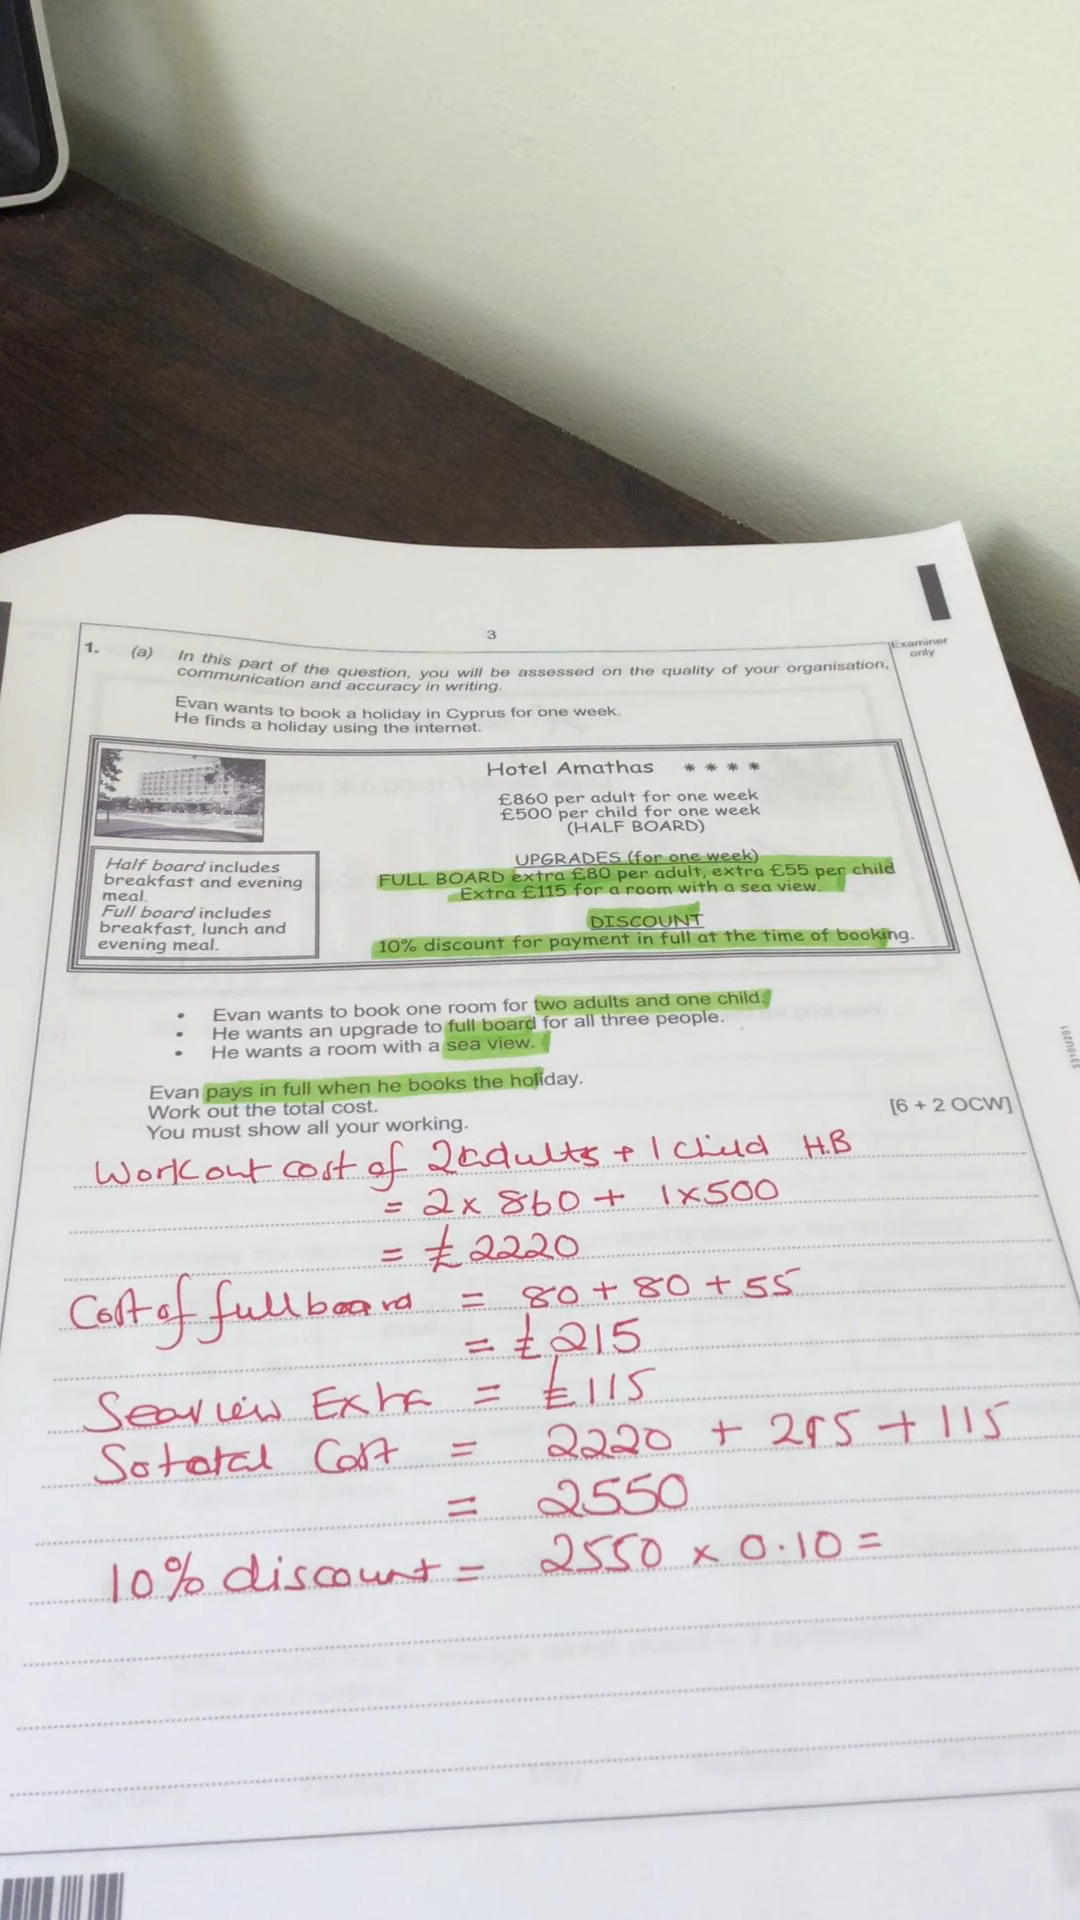 3
Examiner
only
1. (a) In this part of the question, you will be assessed on the quality of your organisation,
communication and accuracy in writing.
Evan wants to book a holiday in Cyprus for one week.
He finds a holiday using the internet.
Hotel Amathas * * * *
£860 per adult for one week
£500 per child for one week
(HALF BOARD)
Half board includes
breakfast and evening
meal.
Full board includes
breakfast, lunch and
evening meal.
UPGRADES (for one week)
FULL BOARD extra £80 per adult, extra £55 per child
Extra £115 for a room with a sea view.
DISCOUNT
10% discount for payment in full at the time of booking.
• Evan wants to book one room for two adults and one child.
• He wants an upgrade to full board for all three people.
• He wants a room with a sea view.
Evan pays in full when he books the holiday.
Work out the total cost.
You must show all your working.
[6 + 2 OCW]
Work out cost of 2 adults + 1 child H.B
= 2 x 860 + 1x500
= £2220
Cost of full board = 80 + 80 + 55
= £215
Seaview Extra = £115
So total Cost = 2220 + 215 + 115
= 2550
10% discount = 2550 x 0.10 =